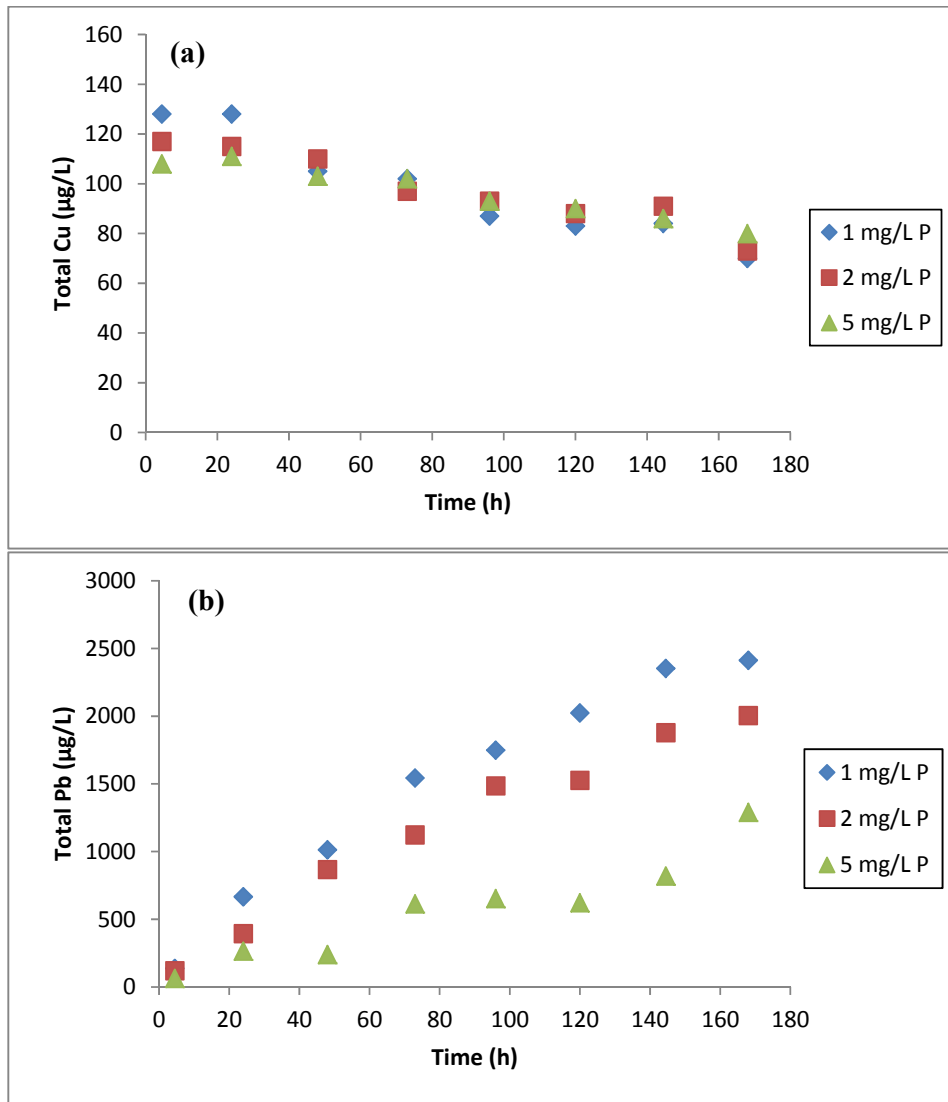 (a)
Total Cu (µg/L)
160
140
120
100
80
60
40
20
0
0 20 40 60 80 100 120 140 160 180
Time (h)
1 mg/L P
2 mg/L P
5 mg/L P
(b)
Total Pb (µg/L)
3000
2500
2000
1500
1000
500
0
0 20 40 60 80 100 120 140 160 180
Time (h)
1 mg/L P
2 mg/L P
5 mg/L P